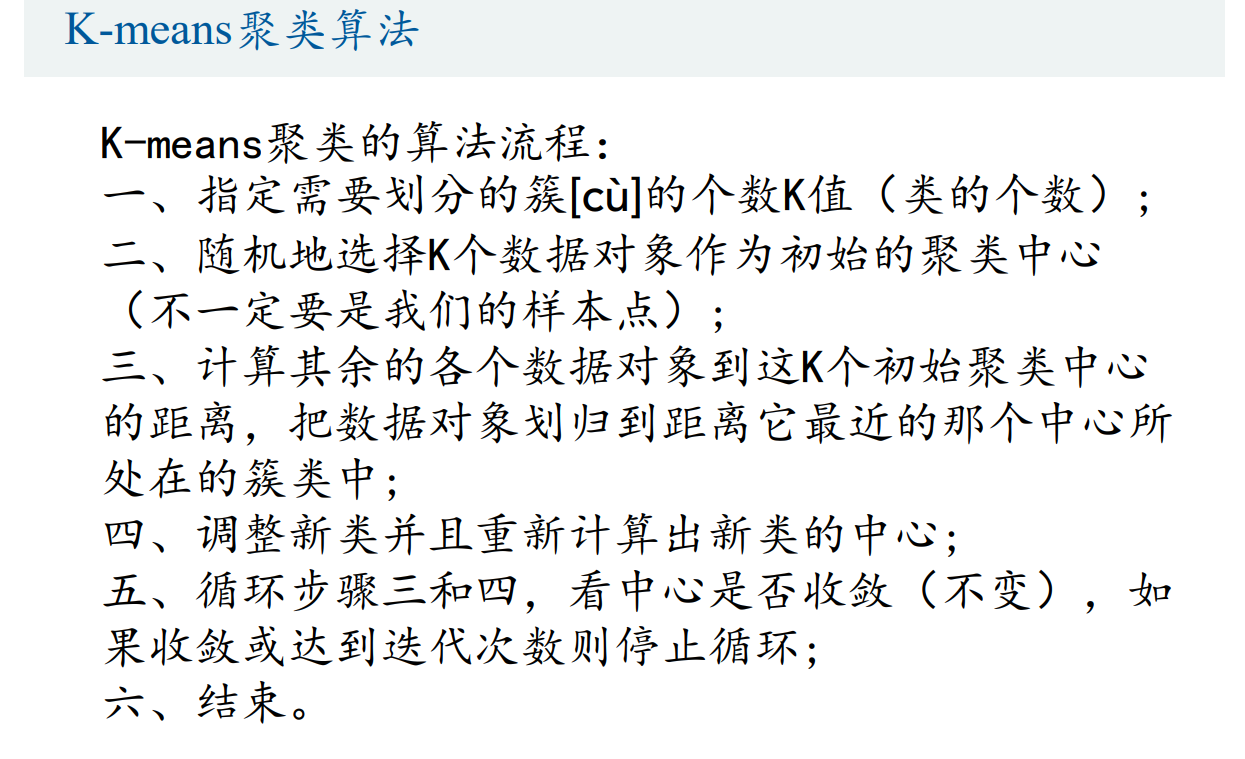 K-means聚类算法
K-means聚类的算法流程：
一、指定需要划分的簇[cù]的个数K值（类的个数）；
二、随机地选择K个数据对象作为初始的聚类中心
（不一定要是我们的样本点）；
三、计算其余的各个数据对象到这K个初始聚类中心
的距离，把数据对象划归到距离它最近的那个中心所
处在的簇类中；
四、调整新类并且重新计算出新类的中心；
五、循环步骤三和四，看中心是否收敛（不变），如
果收敛或达到迭代次数则停止循环；
六、结束。